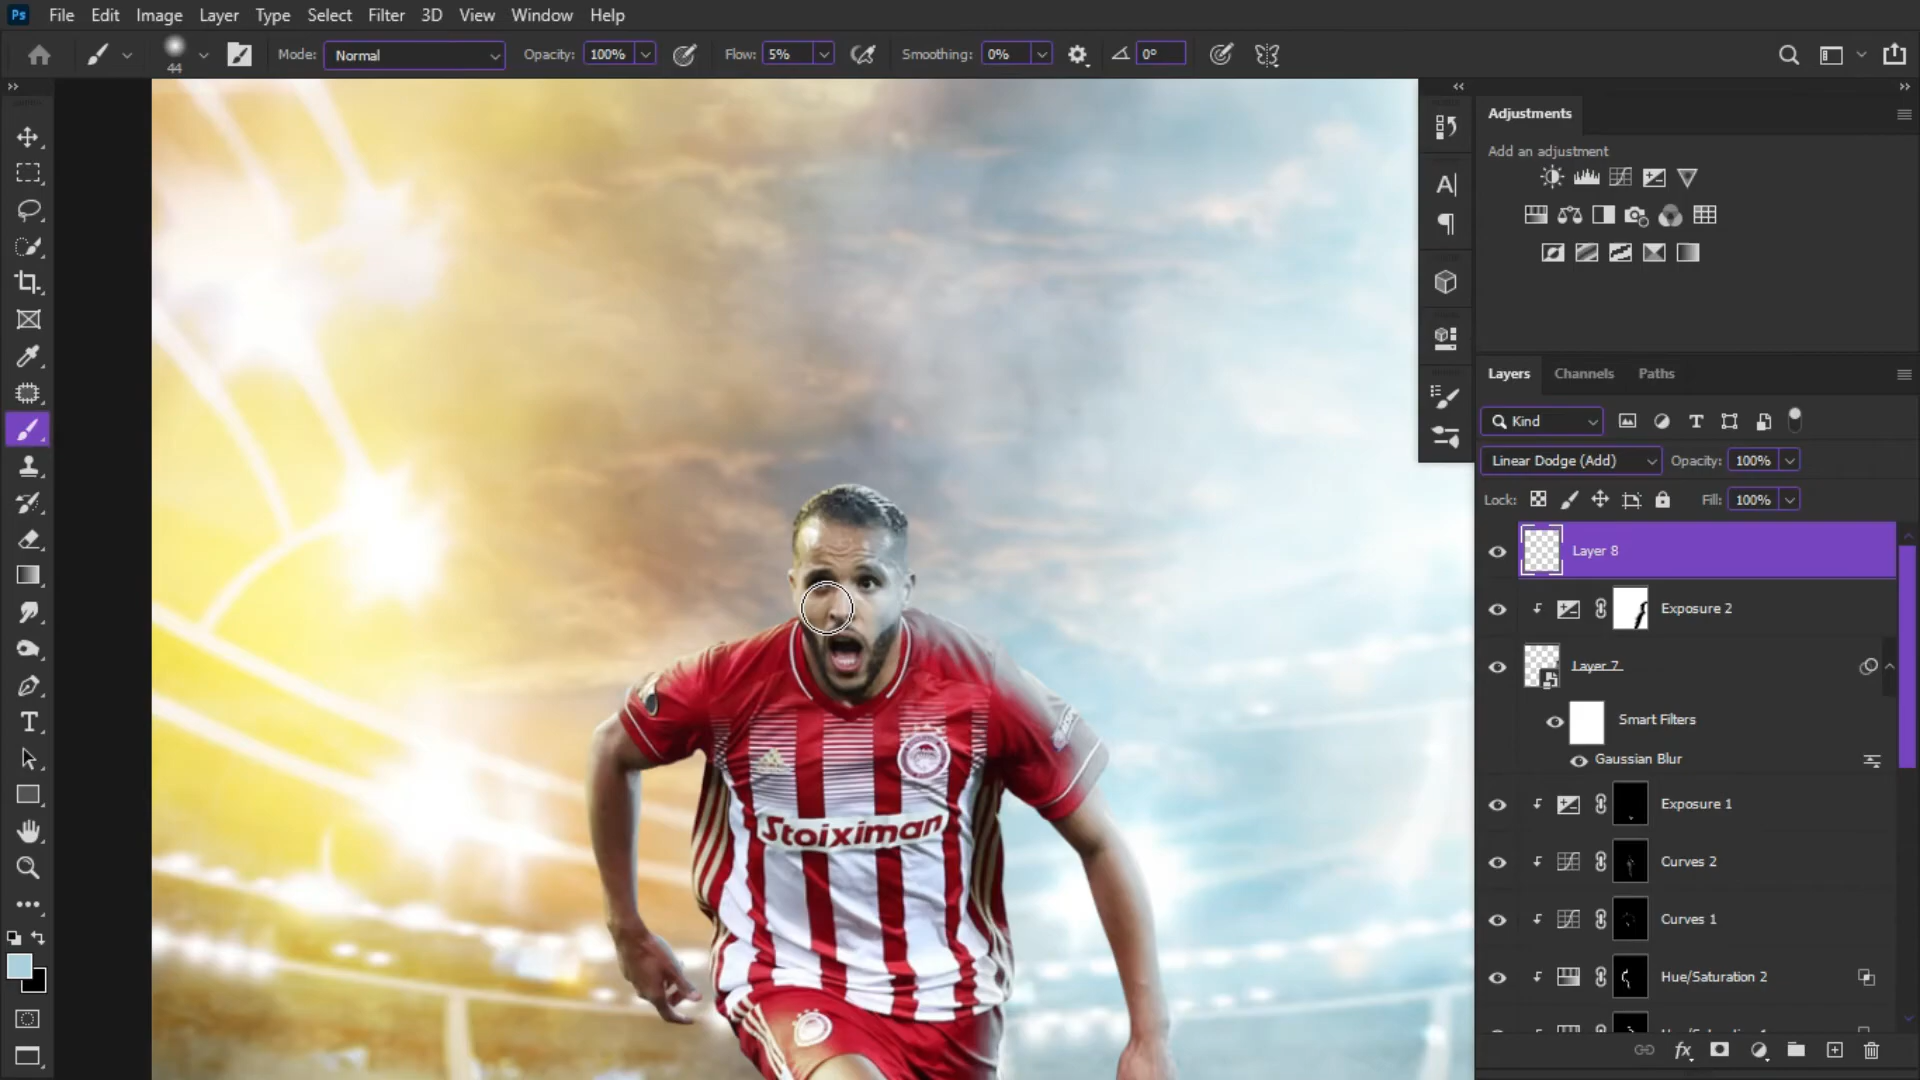 Ps File Edit Image Layer Type Select Filter 3D View Window Help
44 Mode: Normal Opacity: 100% Flow: 5% Smoothing: 0% 0°
Adjustments
Add an adjustment
Layers Channels Paths
Kind
Linear Dodge (Add) Opacity: 100%
Lock: Fill: 100%
Layer 8
Exposure 2
Layer 7
Smart Filters
Gaussian Blur
Exposure 1
Curves 2
Curves 1
Hue/Saturation 2
Stoiximan